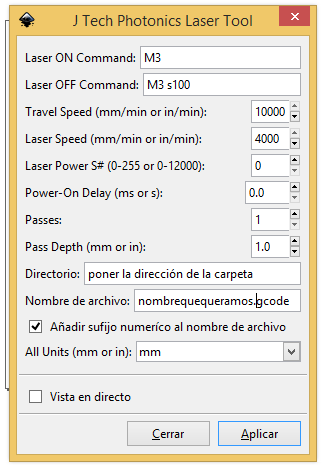 J Tech Photonics Laser Tool
Laser ON Command: M3
Laser OFF Command: M3 s100
Travel Speed (mm/min or in/min): 10000
Laser Speed (mm/min or in/min): 4000
Laser Power S# (0-255 or 0-12000): 0
Power-On Delay (ms or s): 0.0
Passes: 1
Pass Depth (mm or in): 1.0
Directorio: poner la dirección de la carpeta
Nombre de archivo: nombrequequeramos.gcode
Añadir sufijo numeríco al nombre de archivo
All Units (mm or in): mm
Vista en directo
Cerrar Aplicar